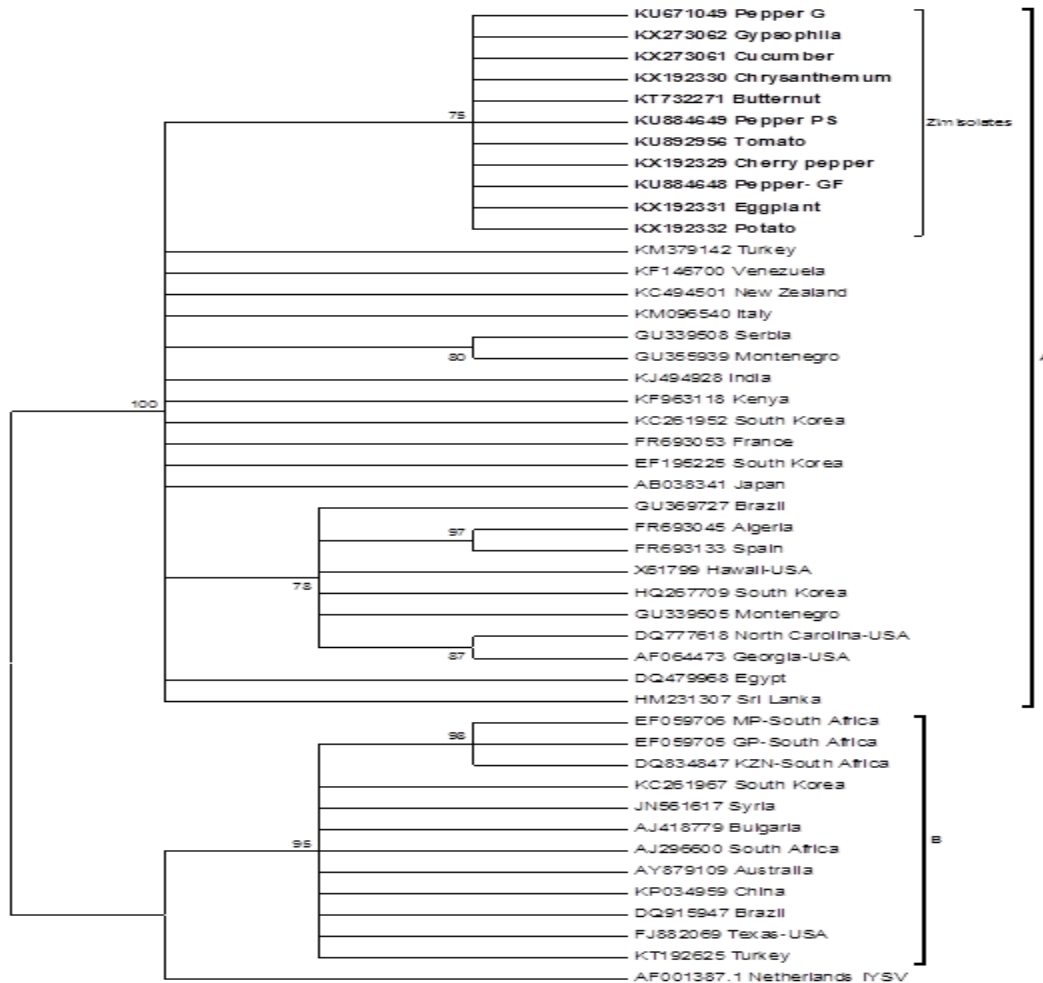 KU671049 Pepper G
KX273062 Gypsophila
KX273061 Cucumber
KX192330 Chrysanthemum
75
KT732271 Butternut
KU884649 Pepper PS
Zim isolates
KU892956 Tomato
KX192329 Cherry pepper
KU884648 Pepper- GF
KX192331 Eggplant
KX192332 Potato
KM379142 Turkey
KF146700 Venezuela
KC494501 New Zealand
KM096540 Italy
GU339508 Serbia
80
GU355939 Montenegro
KJ494928 India
100
KF963118 Kenya
KC261952 South Korea
FR693053 France
EF195225 South Korea
AB038341 Japan
GU369727 Brazil
97
FR693045 Algeria
FR693133 Spain
78
X61799 Hawaii-USA
HQ267709 South Korea
GU339505 Montenegro
DQ777618 North Carolina-USA
87
AF064473 Georgia-USA
DQ479968 Egypt
HM231307 Sri Lanka
EF059706 MP-South Africa
98
EF059705 GP-South Africa
DQ834847 KZN-South Africa
KC261967 South Korea
JN561617 Syria
AJ418779 Bulgaria
B
95
AJ296600 South Africa
AY879109 Australia
KP034959 China
DQ915947 Brazil
FJ882069 Texas-USA
KT192625 Turkey
AF001387.1 Netherlands IYSV